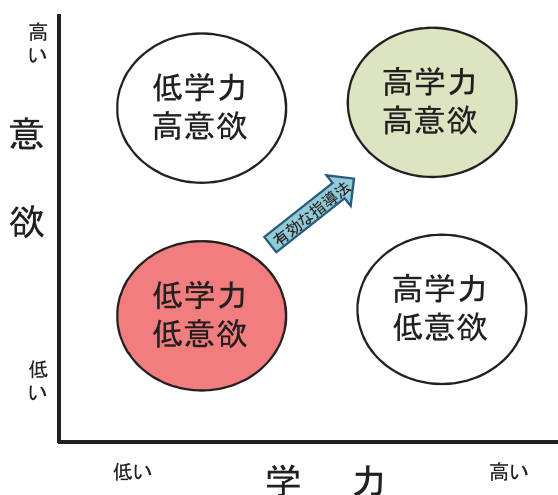 高い
意欲
低い
低学力
高意欲
高学力
高意欲
有効な指導法
低学力
低意欲
高学力
低意欲
低い
学力
高い